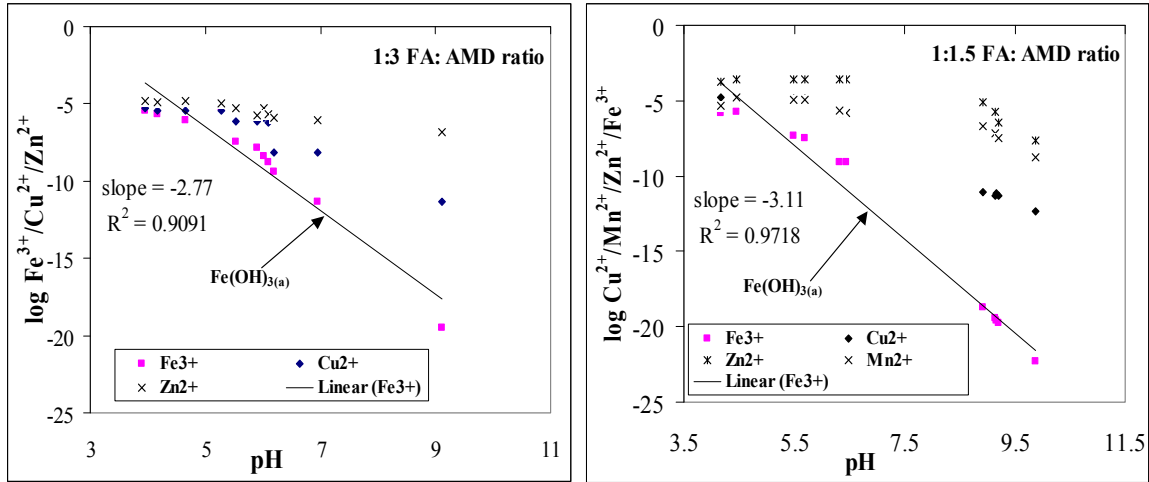 1:3 FA: AMD ratio
0
-5
-10
-15
-20
-25
log Fe³⁺/Cu²⁺/Zn²⁺
slope = -2.77
R² = 0.9091
Fe(OH)₃₍ₐ₎
Fe3+ Cu2+
Zn2+ Linear (Fe3+)
3 5 7 9 11
pH
1:1.5 FA: AMD ratio
0
-5
-10
-15
-20
-25
log Cu²⁺/Mn²⁺/Zn²⁺/Fe³⁺
slope = -3.11
R² = 0.9718
Fe(OH)₃₍ₐ₎
Fe3+ Cu2+
Zn2+ Mn2+
Linear (Fe3+)
3.5 5.5 7.5 9.5 11.5
pH